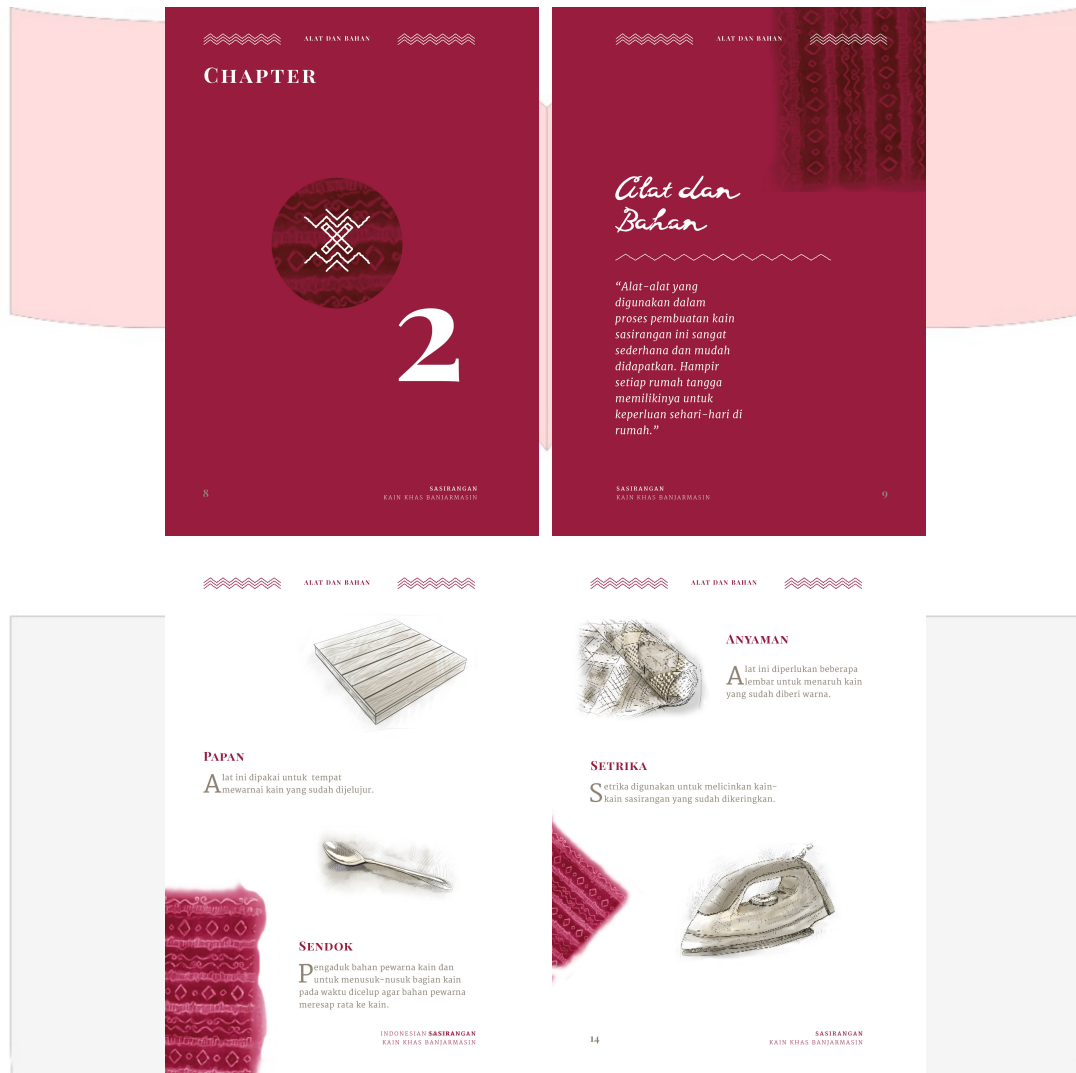 ALAT DAN BAHAN
CHAPTER
2
8
SASIRANGAN
KAIN KHAS BANJARMASIN
ALAT DAN BAHAN
Alat dan
Bahan
“Alat-alat yang
digunakan dalam
proses pembuatan kain
sasirangan ini sangat
sederhana dan mudah
didapatkan. Hampir
setiap rumah tangga
memilikinya untuk
keperluan sehari-hari di
rumah.”
SASIRANGAN
KAIN KHAS BANJARMASIN
9
ALAT DAN BAHAN
PAPAN
Alat ini dipakai untuk tempat
mewarnai kain yang sudah dijelujur.
SENDOK
Pengaduk bahan pewarna kain dan
untuk menusuk-nusuk bagian kain
pada waktu dicelup agar bahan pewarna
meresap rata ke kain.
INDONESIAN SASIRANGAN
KAIN KHAS BANJARMASIN
ALAT DAN BAHAN
ANYAMAN
Alat ini diperlukan beberapa
lembar untuk menaruh kain
yang sudah diberi warna.
SETRIKA
Setrika digunakan untuk melicinkan kain-
kain sasirangan yang sudah dikeringkan.
14
SASIRANGAN
KAIN KHAS BANJARMASIN